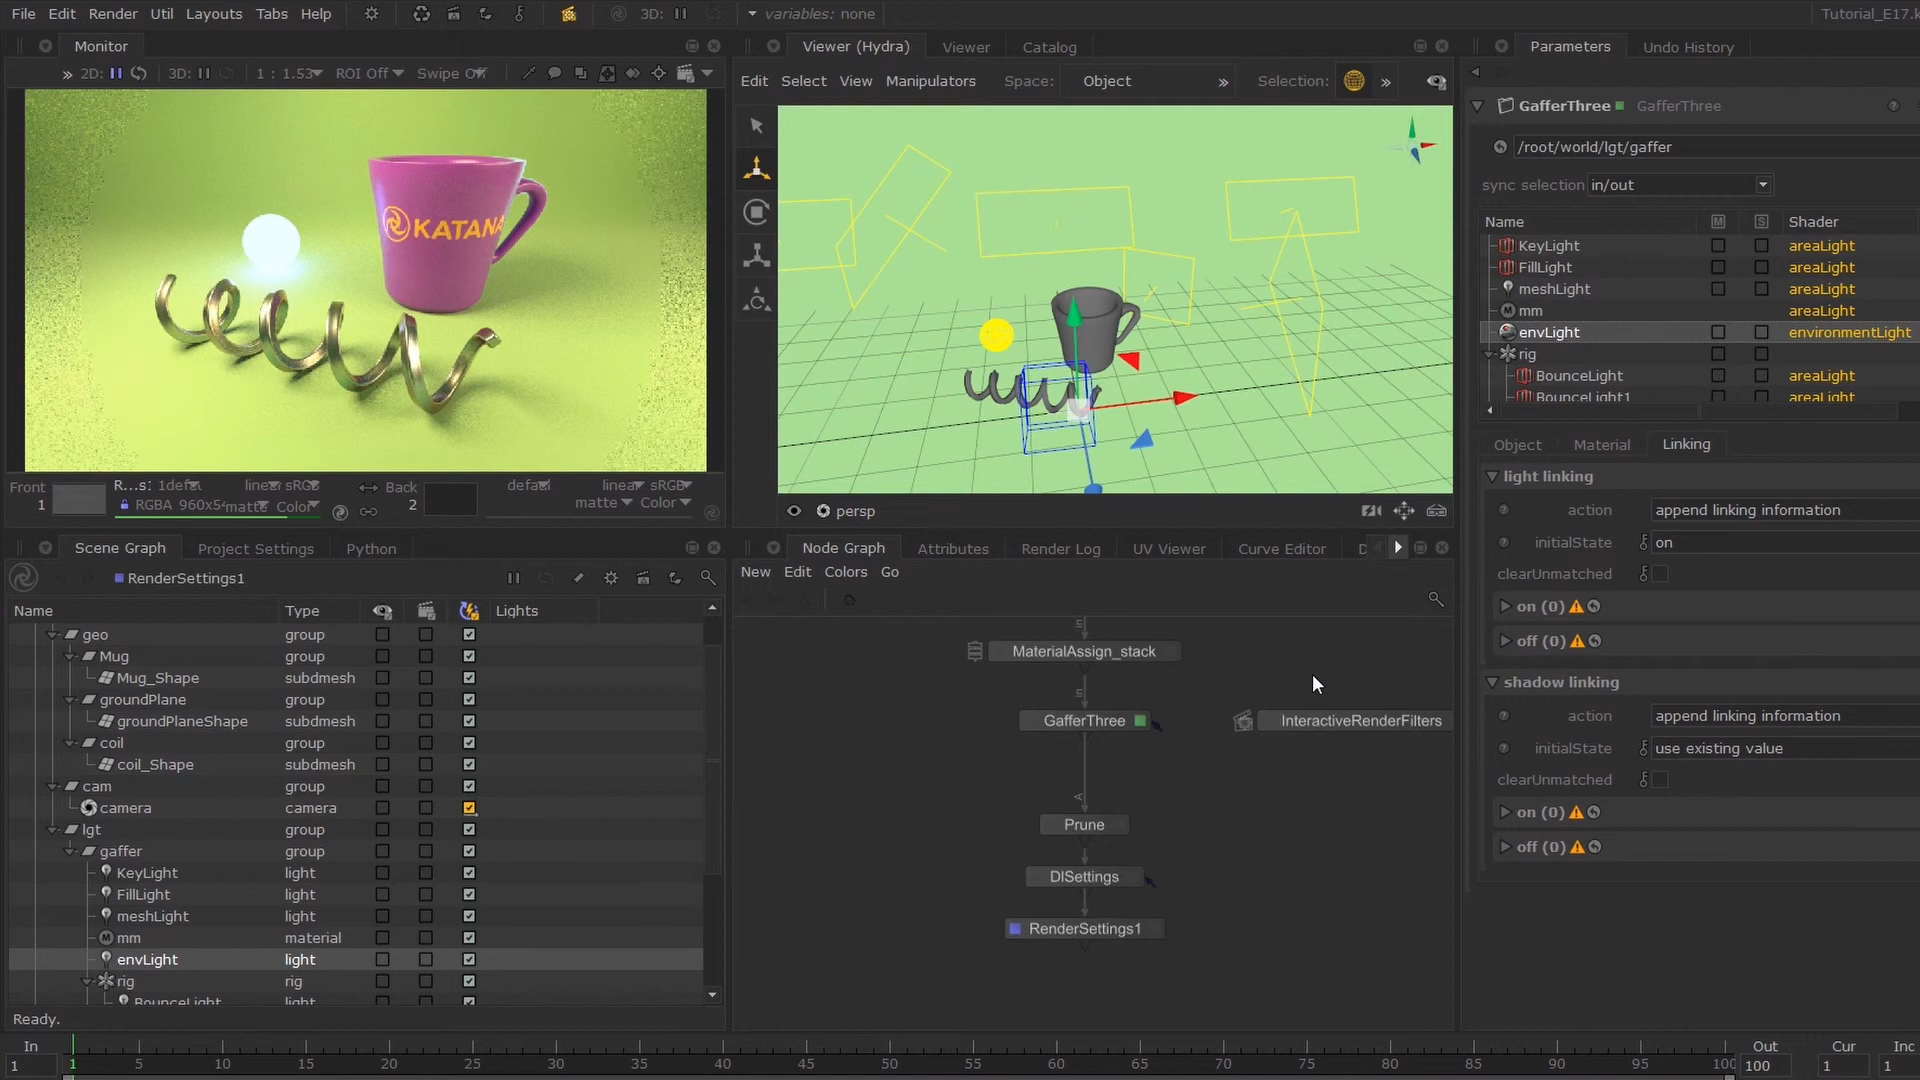 File Edit Render Util Layouts Tabs Help 3D: variables: none
Monitor
» 2D: 3D: 1 : 1.53 ROI Off Swipe Off
KATANA
Front
1
1
RGBA
sRGB
matte
Color
Back
2
sRGB
matte Color
Viewer (Hydra) Viewer Catalog
Edit Select View Manipulators Space: Object » Selection: »
persp
Parameters Undo History
GafferThree GafferThree
/root/world/lgt/gaffer
sync selection in/out
Name M S Shader
KeyLight areaLight
FillLight areaLight
meshLight areaLight
mm areaLight
envLight environmentLight
rig
BounceLight areaLight
BounceLight1 areaLight
Object Material Linking
light linking
action append linking information
initialState on
clearUnmatched
on (0)
off (0)
shadow linking
action append linking information
initialState use existing value
clearUnmatched
on (0)
off (0)
Scene Graph Project Settings Python
RenderSettings1
Name Type Lights
geo group
Mug group
Mug_Shape subdmesh
groundPlane group
groundPlaneShape subdmesh
coil group
coil_Shape subdmesh
cam group
camera camera
lgt group
gaffer group
KeyLight light
FillLight light
meshLight light
mm material
envLight light
rig rig
BounceLight light
Ready.
Node Graph Attributes Render Log UV Viewer Curve Editor
New Edit Colors Go
MaterialAssign_stack
GafferThree
InteractiveRenderFilters
A
Prune
DlSettings
RenderSettings1
In
1
1 5 10 15 20 25 30 35 40 45 50 55 60 65 70 75 80 85 90 95 100
Out
100
Cur
1
Inc
1